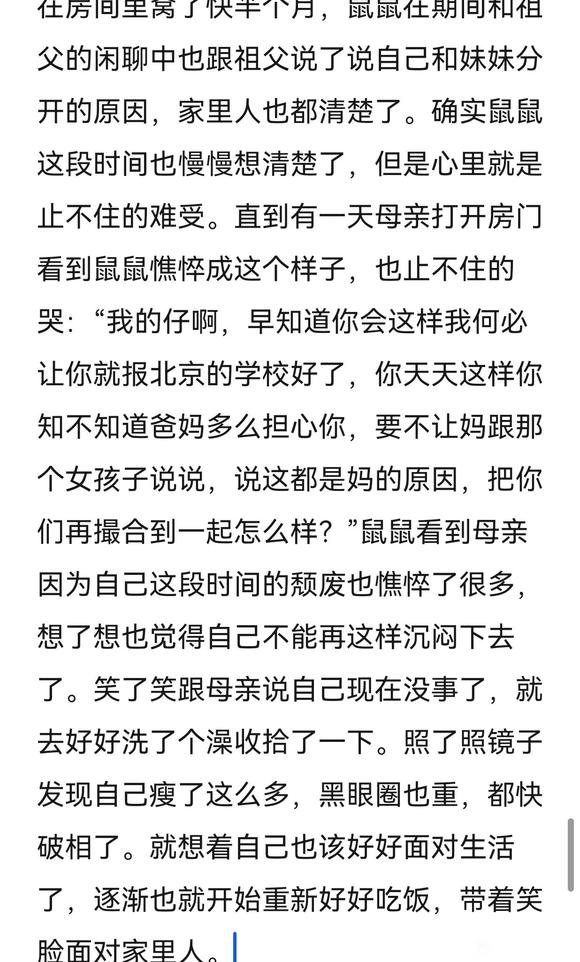 在房间里窝了快半个月，鼠鼠在期间和祖
父的闲聊中也跟祖父说了说自己和妹妹分
开的原因，家里人也都清楚了。确实鼠鼠
这段时间也慢慢想清楚了，但是心里就是
止不住的难受。直到有一天母亲打开房门
看到鼠鼠憔悴成这个样子，也止不住的
哭：“我的仔啊，早知道你会这样我何必
让你就报北京的学校好了，你天天这样你
知不知道爸妈多么担心你，要不让妈跟那
个女孩子说说，说这都是妈的原因，把你
们再撮合到一起怎么样？”鼠鼠看到母亲
因为自己这段时间的颓废也憔悴了很多，
想了想也觉得自己不能再这样沉闷下去
了。笑了笑跟母亲说自己现在没事了，就
去好好洗了个澡收拾了一下。照了照镜子
发现自己瘦了这么多，黑眼圈也重，都快
破相了。就想着自己也该好好面对生活
了，逐渐也就开始重新好好吃饭，带着笑
脸面对家里人。